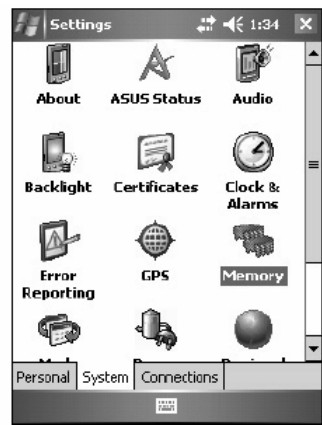 Settings 1:34
About ASUS Status Audio
Backlight Certificates Clock &
Alarms
Error GPS Memory
Reporting
Personal System Connections